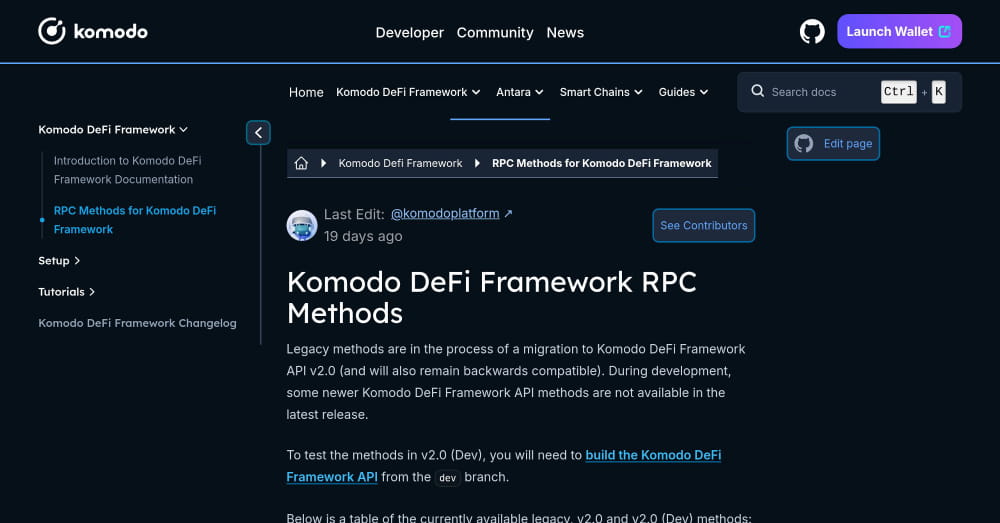 komodo
Developer Community News
Launch Wallet
Home Komodo DeFi Framework Antara Smart Chains Guides
Search docs Ctrl + K
Komodo DeFi Framework
Introduction to Komodo DeFi
Framework Documentation
RPC Methods for Komodo DeFi
Framework
Setup
Tutorials
Komodo DeFi Framework Changelog
Komodo Defi Framework RPC Methods for Komodo DeFi Framework
Edit page
Last Edit: @komodoplatform ↗
19 days ago
See Contributors
Komodo DeFi Framework RPC
Methods
Legacy methods are in the process of a migration to Komodo DeFi Framework
API v2.0 (and will also remain backwards compatible). During development,
some newer Komodo DeFi Framework API methods are not available in the
latest release.
To test the methods in v2.0 (Dev), you will need to build the Komodo DeFi
Framework API from the dev branch.
Below is a table of the currently available legacy, v2.0 and v2.0 (Dev) methods: